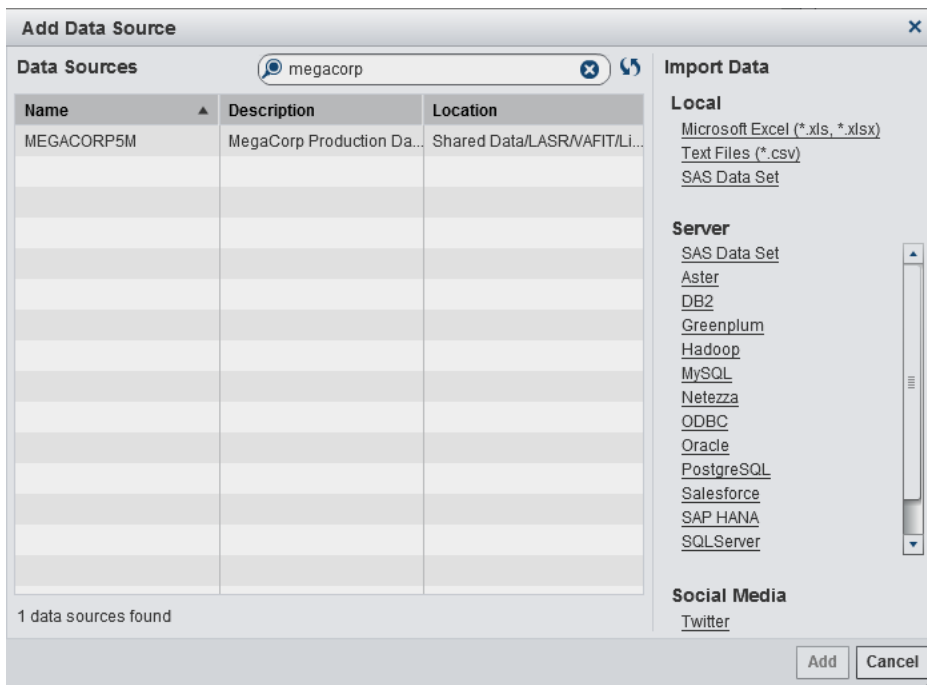 Add Data Source
Data Sources
megacorp
Name
Description
Location
MEGACORP5M
MegaCorp Production Da...
Shared Data/LASR/VAFIT/Li...
1 data sources found
Import Data
Local
Microsoft Excel (*.xls, *.xlsx)
Text Files (*.csv)
SAS Data Set
Server
SAS Data Set
Aster
DB2
Greenplum
Hadoop
MySQL
Netezza
ODBC
Oracle
PostgreSQL
Salesforce
SAP HANA
SQLServer
Social Media
Twitter
Add
Cancel